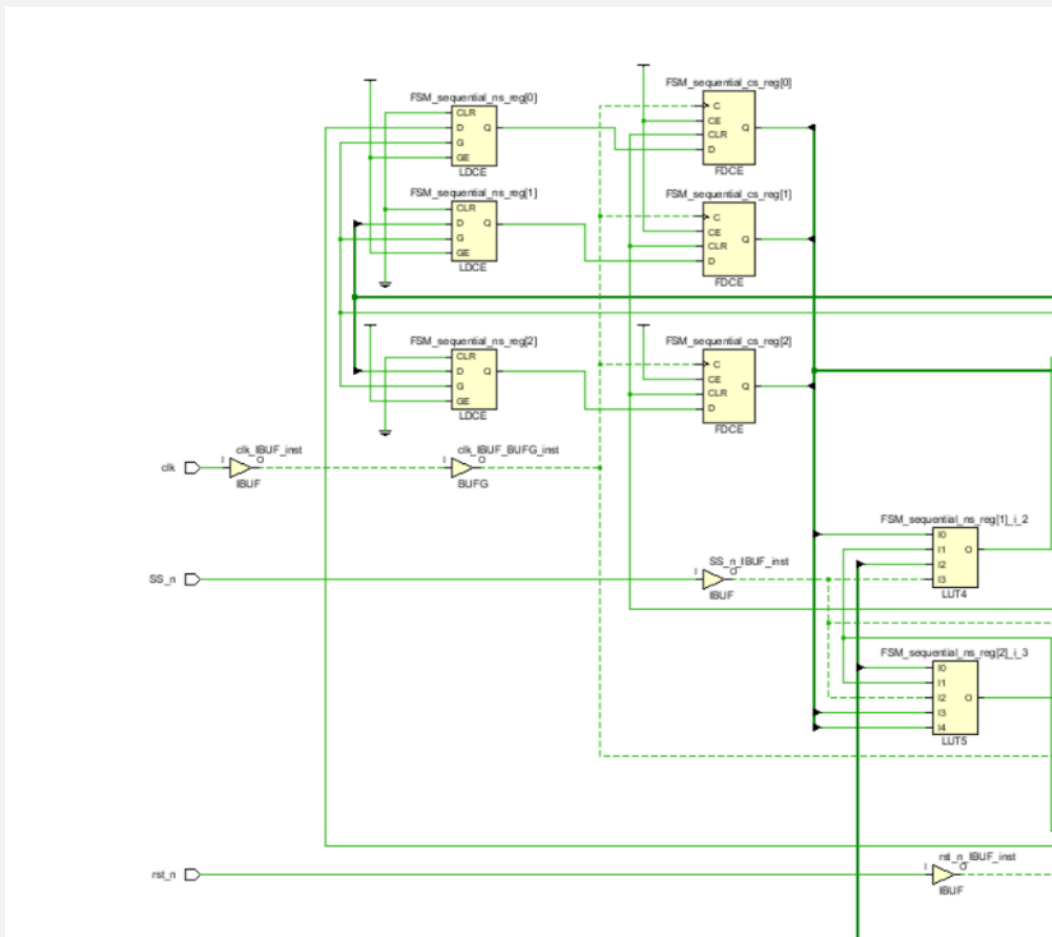 FSM_sequential_ns_reg[0]
CLR
D
G
GE
Q
LDCE
FSM_sequential_cs_reg[0]
C
CE
CLR
D
Q
FDCE
FSM_sequential_ns_reg[1]
CLR
D
G
GE
Q
LDCE
FSM_sequential_cs_reg[1]
C
CE
CLR
D
Q
FDCE
FSM_sequential_ns_reg[2]
CLR
D
G
GE
Q
LDCE
FSM_sequential_cs_reg[2]
C
CE
CLR
D
Q
FDCE
clk
clk_IBUF_inst
I
O
IBUF
clk_IBUF_BUFG_inst
I
O
BUFG
SS_n
SS_n_IBUF_inst
I
O
IBUF
FSM_sequential_ns_reg[1]_i_2
I0
I1
I2
I3
O
LUT4
FSM_sequential_ns_reg[2]_i_3
I0
I1
I2
I3
I4
O
LUT5
rst_n
rst_n_IBUF_inst
I
O
IBUF